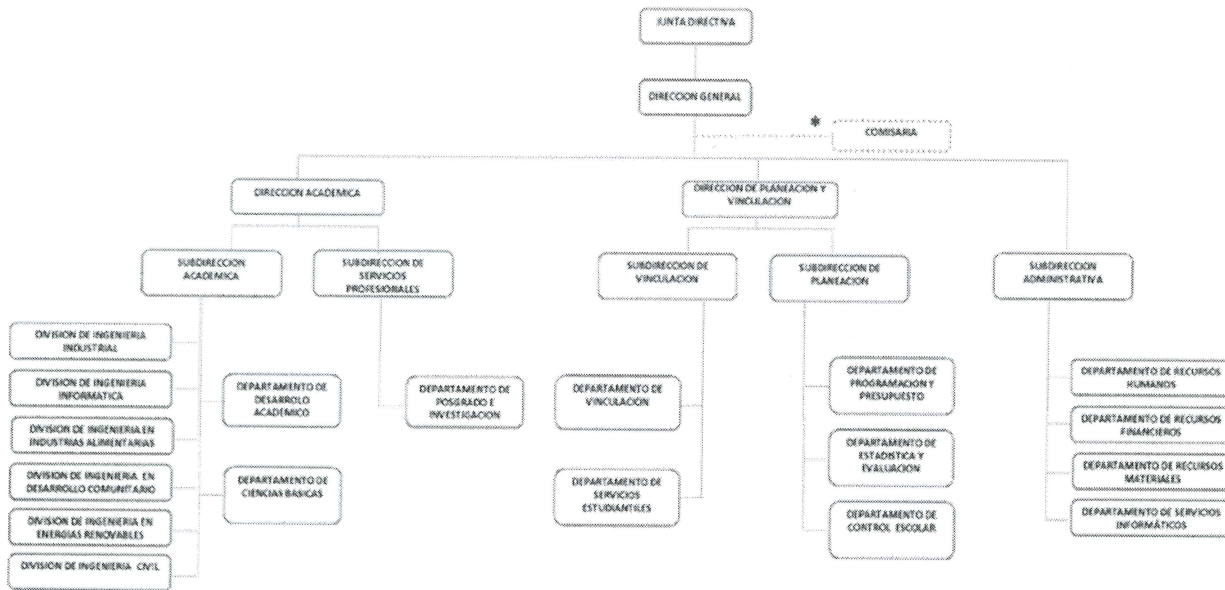 JUNTA DIRECTIVA
DIRECCION GENERAL
*
COMISARIA
DIRECCION ACADEMICA
DIRECCION DE PLANEACION Y
VINCULACION
SUBDIRECCION
ACADEMICA
SUBDIRECCION DE
SERVICIOS
PROFESIONALES
SUBDIRECCION DE
VINCULACION
SUBDIRECCION DE
PLANEACION
SUBDIRECCION
ADMINISTRATIVA
DIVISION DE INGENIERIA
INDUSTRIAL
DIVISION DE INGENIERIA
INFORMATICA
DIVISION DE INGENIERIA EN
INDUSTRIAS ALIMENTARIAS
DIVISION DE INGENIERIA EN
DESARROLLO COMUNITARIO
DIVISION DE INGENIERIA EN
ENERGIAS RENOVABLES
DIVISION DE INGENIERIA CIVIL
DEPARTAMENTO DE
DESARROLLO
ACADEMICO
DEPARTAMENTO DE
CIENCIAS BASICAS
DEPARTAMENTO DE
POSGRADO E
INVESTIGACION
DEPARTAMENTO DE
VINCULACION
DEPARTAMENTO DE
SERVICIOS
ESTUDIANTILES
DEPARTAMENTO DE
PROGRAMACION Y
PRESUPUESTO
DEPARTAMENTO DE
ESTADISTICA Y
EVALUACION
DEPARTAMENTO DE
CONTROL ESCOLAR
DEPARTAMENTO DE RECURSOS
HUMANOS
DEPARTAMENTO DE RECURSOS
FINANCIEROS
DEPARTAMENTO DE RECURSOS
MATERIALES
DEPARTAMENTO DE SERVICIOS
INFORMÁTICOS